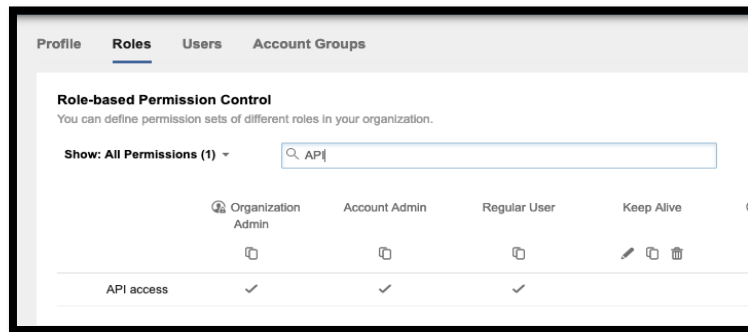 Profile Roles Users Account Groups
Role-based Permission Control
You can define permission sets of different roles in your organization.
Show: All Permissions (1) API
Organization Admin Account Admin Regular User Keep Alive
API access